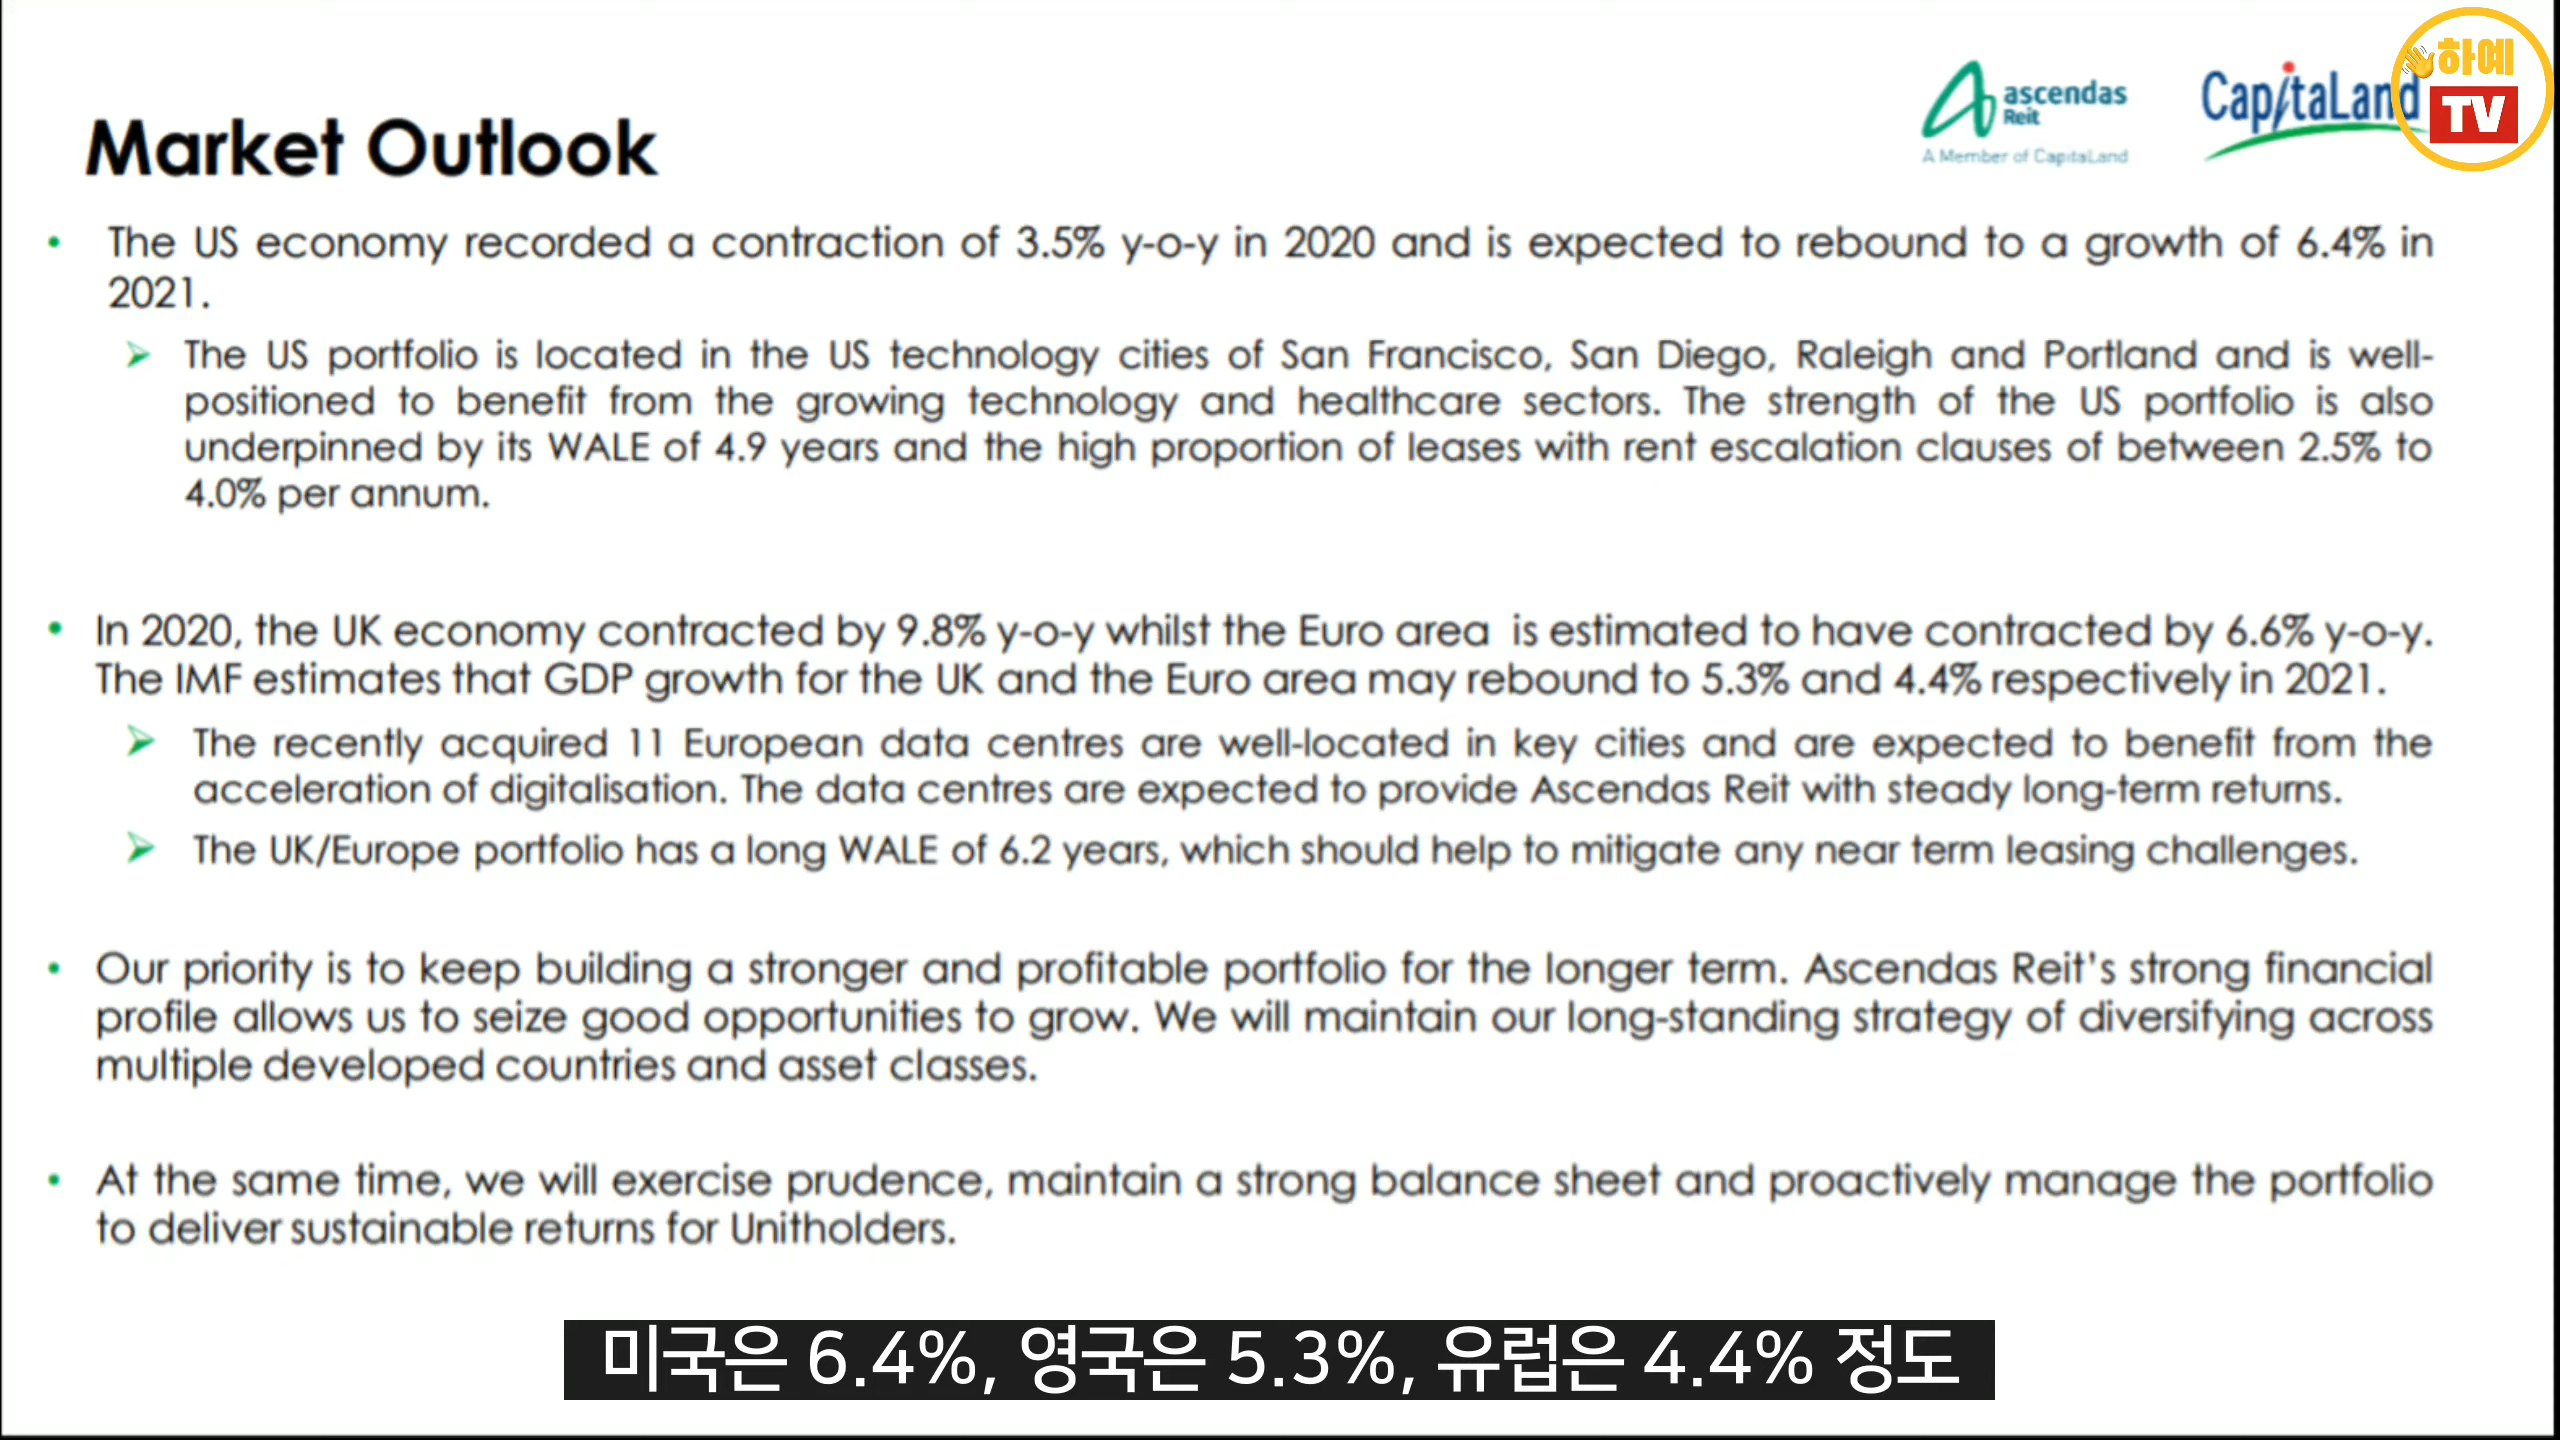 하예
TV
ascendas
Reit
A Member of CapitaLand
CapitaLand
Market Outlook
• The US economy recorded a contraction of 3.5% y-o-y in 2020 and is expected to rebound to a growth of 6.4% in
2021.
➢ The US portfolio is located in the US technology cities of San Francisco, San Diego, Raleigh and Portland and is well-
positioned to benefit from the growing technology and healthcare sectors. The strength of the US portfolio is also
underpinned by its WALE of 4.9 years and the high proportion of leases with rent escalation clauses of between 2.5% to
4.0% per annum.
• In 2020, the UK economy contracted by 9.8% y-o-y whilst the Euro area is estimated to have contracted by 6.6% y-o-y.
The IMF estimates that GDP growth for the UK and the Euro area may rebound to 5.3% and 4.4% respectively in 2021.
➢ The recently acquired 11 European data centres are well-located in key cities and are expected to benefit from the
acceleration of digitalisation. The data centres are expected to provide Ascendas Reit with steady long-term returns.
➢ The UK/Europe portfolio has a long WALE of 6.2 years, which should help to mitigate any near term leasing challenges.
• Our priority is to keep building a stronger and profitable portfolio for the longer term. Ascendas Reit's strong financial
profile allows us to seize good opportunities to grow. We will maintain our long-standing strategy of diversifying across
multiple developed countries and asset classes.
• At the same time, we will exercise prudence, maintain a strong balance sheet and proactively manage the portfolio
to deliver sustainable returns for Unitholders.
미국은 6.4%, 영국은 5.3%, 유럽은 4.4% 정도